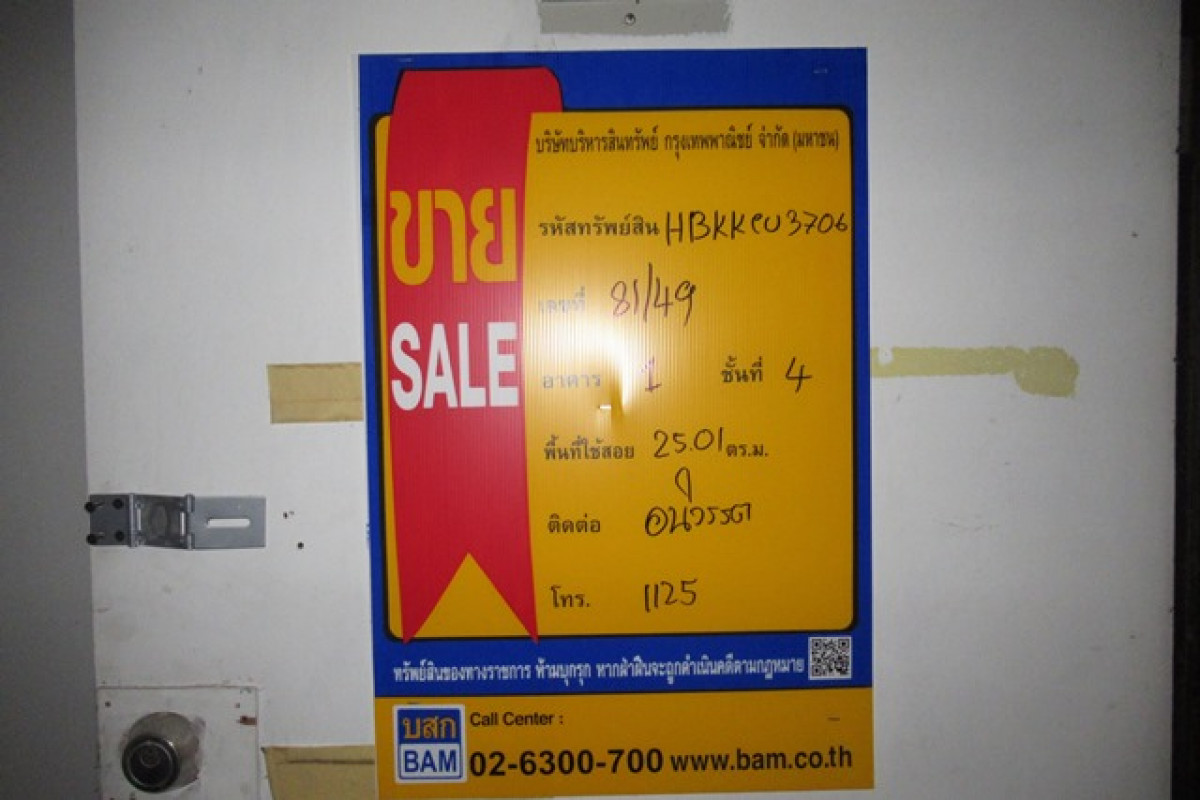 ขาย
SALE
บริษัทบริหารสินทรัพย์ กรุงเทพพาณิชย์ จำกัด (มหาชน)
รหัสทรัพย์สิน HBKKCU3706
เลขที่ 81/49
อาคาร 1 ชั้นที่ 4
พื้นที่ใช้สอย 25.01 ตร.ม.
ติดต่อ
โทร. 1125
ทรัพย์สินของทางราชการ ห้ามบุกรุก หากฝ่าฝืนจะถูกดำเนินคดีตามกฎหมาย
บสก
BAM
Call Center :
02-6300-700 www.bam.co.th